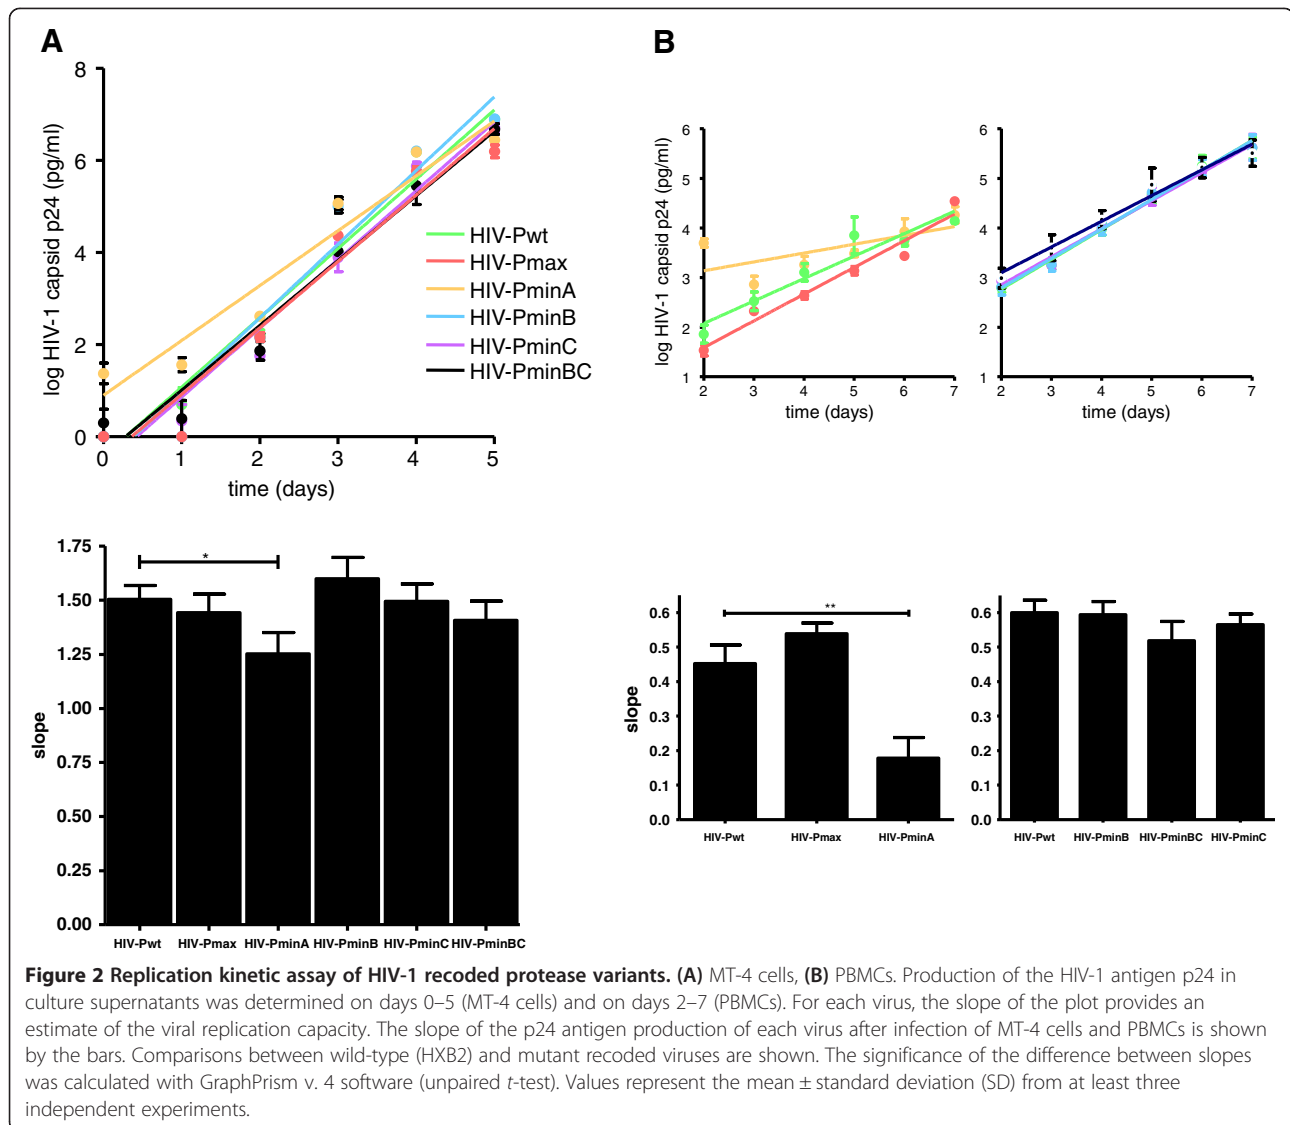 A
B
8
6
4
2
0
log HIV-1 capsid p24 (pg/ml)
0 1 2 3 4 5
time (days)
HIV-Pwt
HIV-Pmax
HIV-PminA
HIV-PminB
HIV-PminC
HIV-PminBC
6
5
4
3
2
1
log HIV-1 capsid p24 (pg/ml)
2 3 4 5 6 7
time (days)
6
5
4
3
2
1
2 3 4 5 6 7
time (days)
1.75
1.50
1.25
1.00
0.75
0.50
0.25
0.00
slope
*
HIV-Pwt HIV-Pmax HIV-PminA HIV-PminB HIV-PminC HIV-PminBC
0.6
0.5
0.4
0.3
0.2
0.1
0.0
slope
**
HIV-Pwt HIV-Pmax HIV-PminA
0.6
0.5
0.4
0.3
0.2
0.1
0.0
HIV-Pwt HIV-PminB HIV-PminBC HIV-PminC
Figure 2 Replication kinetic assay of HIV-1 recoded protease variants. (A) MT-4 cells, (B) PBMCs. Production of the HIV-1 antigen p24 in
culture supernatants was determined on days 0–5 (MT-4 cells) and on days 2–7 (PBMCs). For each virus, the slope of the plot provides an
estimate of the viral replication capacity. The slope of the p24 antigen production of each virus after infection of MT-4 cells and PBMCs is shown
by the bars. Comparisons between wild-type (HXB2) and mutant recoded viruses are shown. The significance of the difference between slopes
was calculated with GraphPrism v. 4 software (unpaired t-test). Values represent the mean ± standard deviation (SD) from at least three
independent experiments.